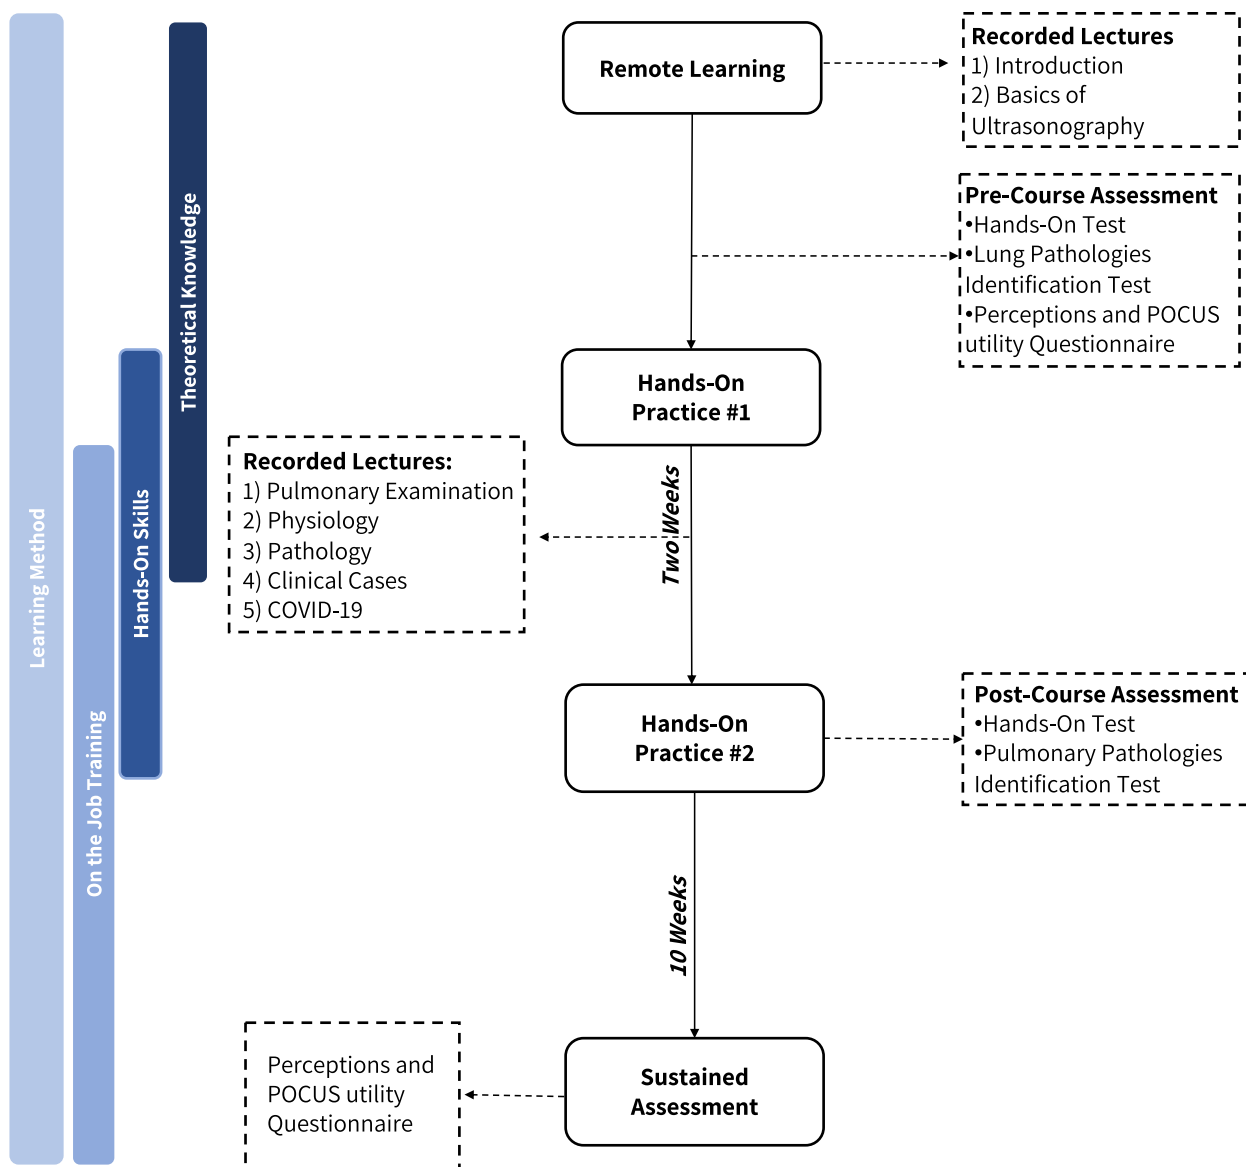 Remote Learning
Recorded Lectures
1) Introduction
2) Basics of
Ultrasonography
Pre-Course Assessment
•Hands-On Test
•Lung Pathologies
Identification Test
•Perceptions and POCUS
utility Questionnaire
Hands-On
Practice #1
Recorded Lectures:
1) Pulmonary Examination
2) Physiology
3) Pathology
4) Clinical Cases
5) COVID-19
Two Weeks
Hands-On
Practice #2
Post-Course Assessment
•Hands-On Test
•Pulmonary Pathologies
Identification Test
10 Weeks
Sustained
Assessment
Perceptions and
POCUS utility
Questionnaire
Learning Method
On the Job Training
Hands-On Skills
Theoretical Knowledge